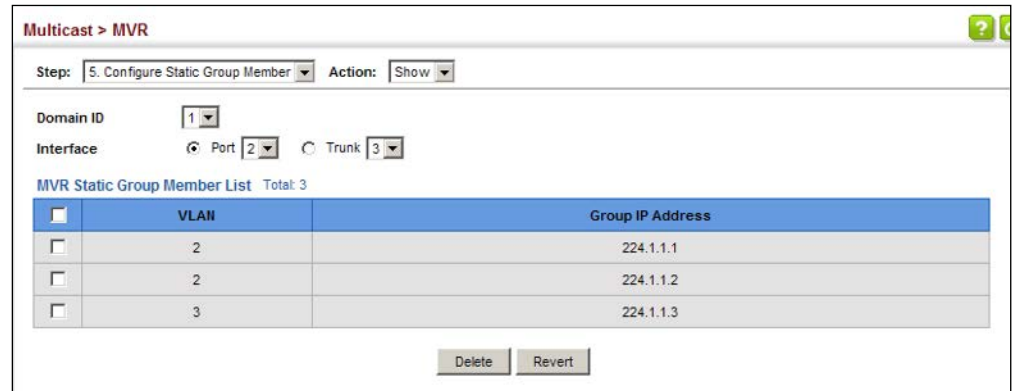 Multicast > MVR
?
Step: 5. Configure Static Group Member Action: Show
Domain ID 1
Interface Port 2 Trunk 3
MVR Static Group Member List Total: 3
VLAN Group IP Address
2 224.1.1.1
2 224.1.1.2
3 224.1.1.3
Delete Revert